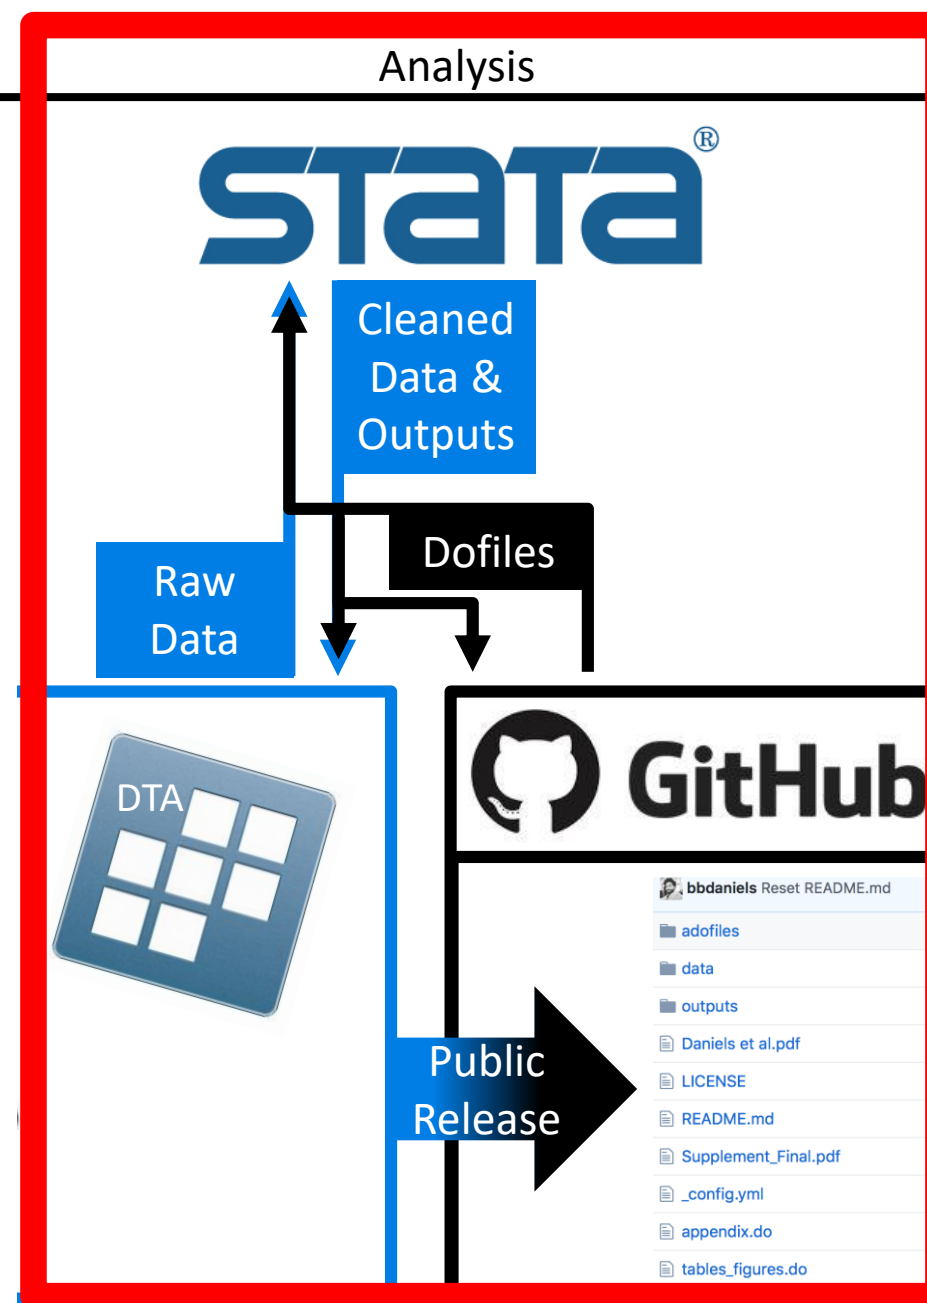 Analysis
stata®
Cleaned
Data &
Outputs
Dofiles
Raw
Data
DTA
GitHub
bbdaniels Reset README.md
adofiles
data
outputs
Daniels et al.pdf
LICENSE
README.md
Supplement_Final.pdf
_config.yml
appendix.do
tables_figures.do
Public
Release